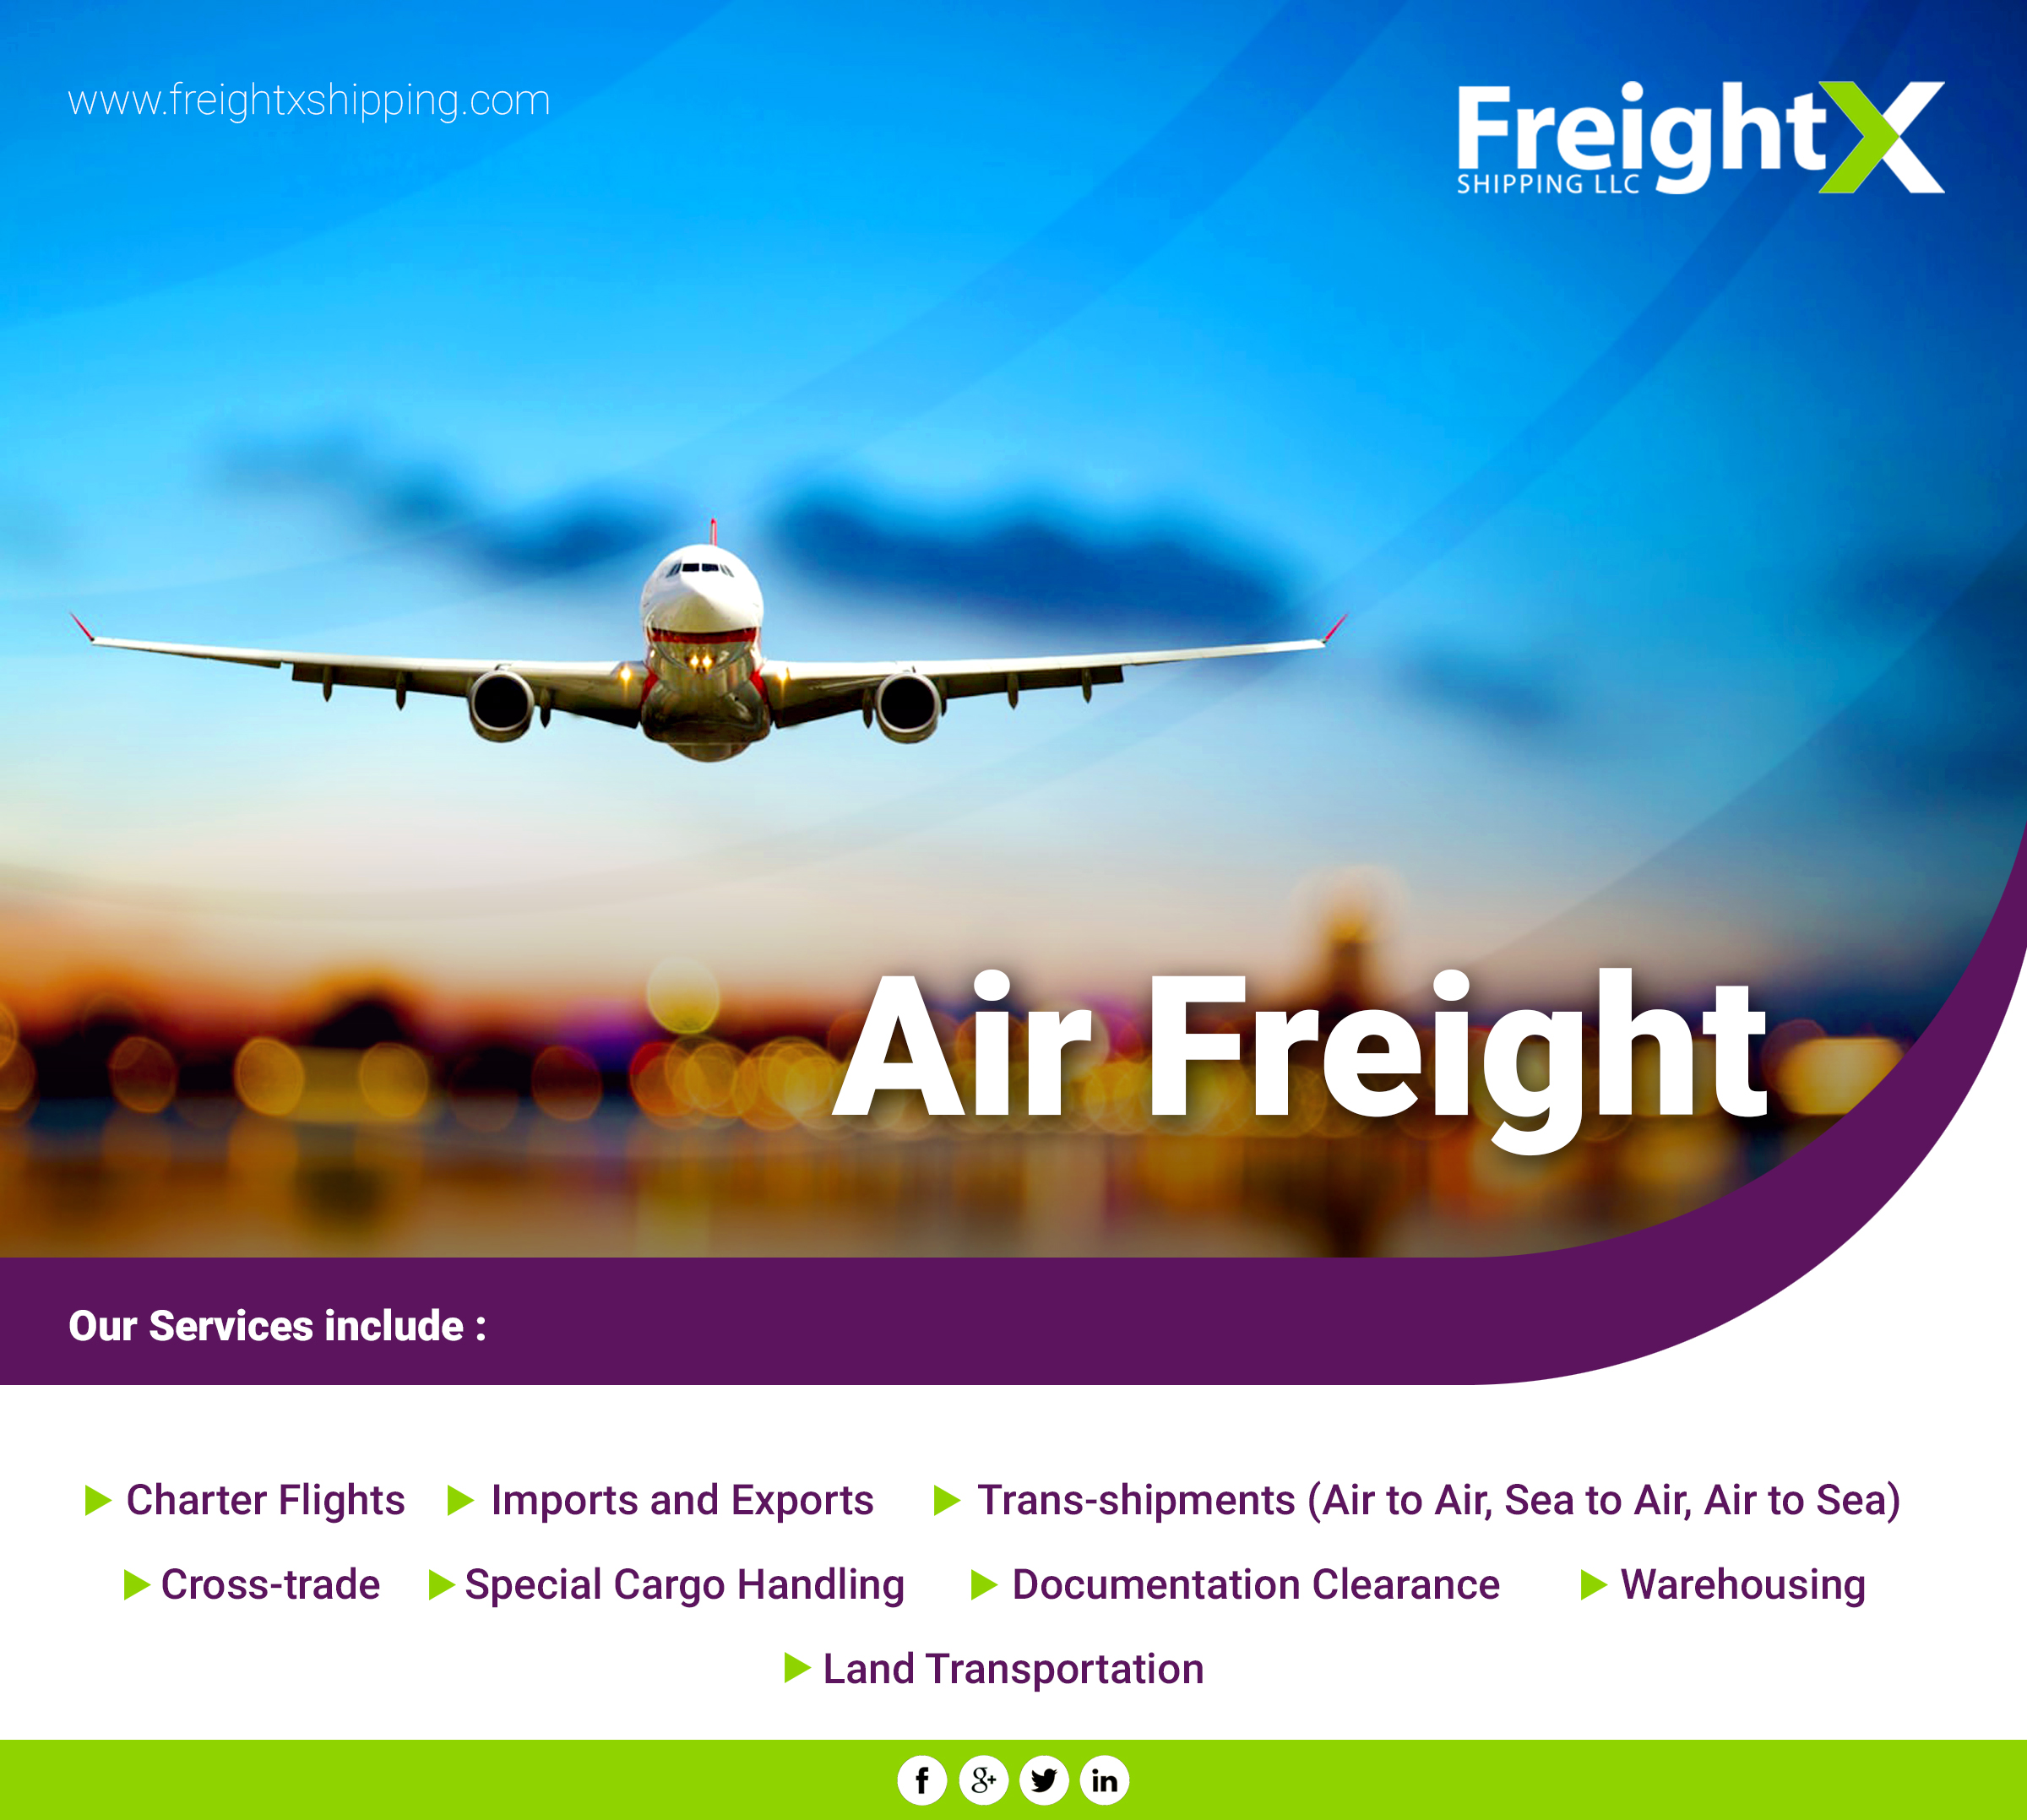 www.freightxshipping.com
FreightX
SHIPPING LLC
Air Freight
Our Services include :
Charter Flights Imports and Exports Trans-shipments (Air to Air, Sea to Air, Air to Sea)
Cross-trade Special Cargo Handling Documentation Clearance Warehousing
Land Transportation
f g+ in